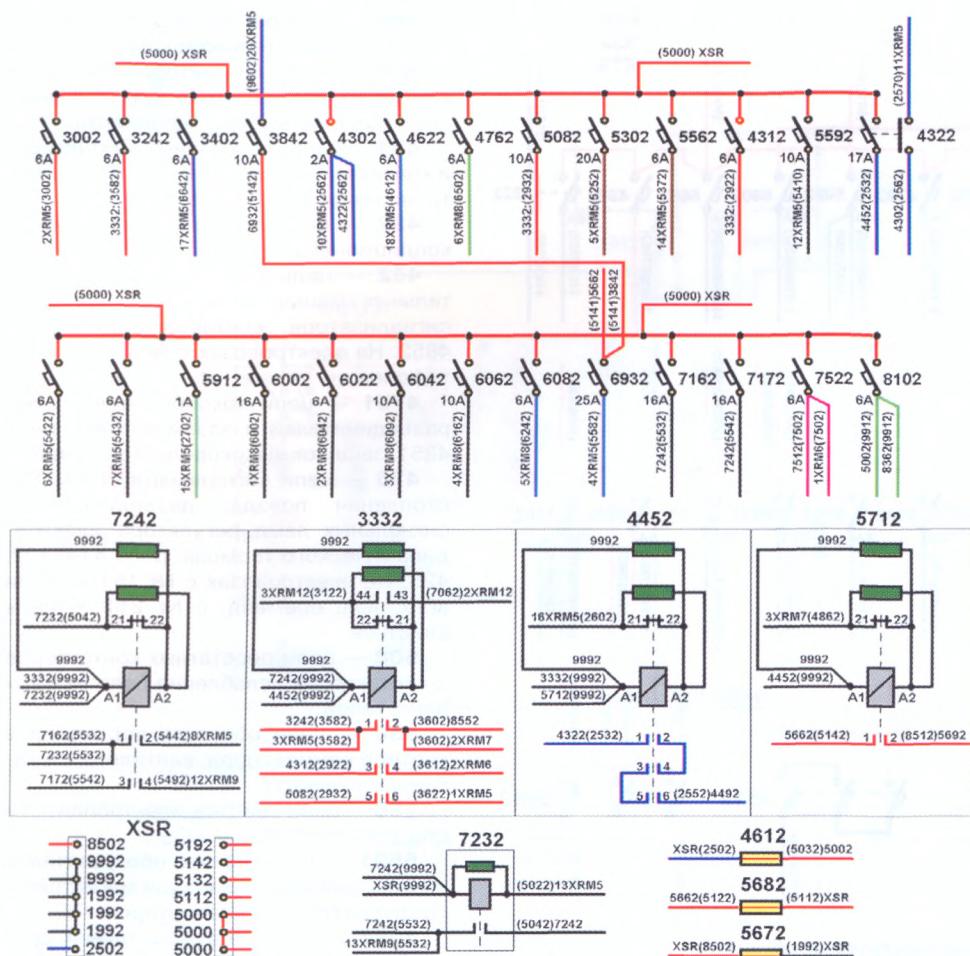 (9602)20XRM5
(2570)11XRM5
(5000) XSR
(5000) XSR
3002 3242 3402 3842 4302 4622 4762 5082 5302 5562 4312 5592 4322
6A 6A 6A 10A 2A 6A 6A 10A 20A 6A 6A 10A 17A
2XRM5(3002)
3332:(3582)
17XRM5(6642)
6932(5142)
10XRM5(2562)
4322(2562)
18XRM5(4612)
6XRM8(6502)
3332:(2932)
5XRM5(5252)
14XRM5(5372)
3332:(2922)
12XRM5(5710)
4452(2532)
4302(2562)
(5141)5662
(5141)3842
(5000) XSR
(5000) XSR
5912 6002 6022 6042 6062 6082 6932 7162 7172 7522 8102
6A 6A 1A 16A 6A 10A 10A 6A 25A 16A 16A 6A 6A
6XRM5(5422)
7XRM5(5432)
15XRM5(2702)
1XRM8(6002)
2XRM8(6042)
3XRM8(6082)
4XRM8(6162)
5XRM8(6242)
4XRM5(5582)
7242(5532)
7242(5542)
7512(7502)
1XRM6(7502)
5002(9912)
8362(9912)
7242 3332 4452 5712
9992 9992 9992 9992
3XRM12(3122) 44 43 (7062)2XRM12
7232(5042) 21 22
22 21
16XRM5(2602) 21 22
3XRM7(4862) 21 22
9992 9992 9992 9992
3332(9992) 7242(9992) 3332(9992) 4452(9992)
7232(9992) 4452(9992) 5712(9992)
A1 A2 A1 A2 A1 A2 A1 A2
7162(5532) 1 2 (5442)8XRM5
7232(5532)
7172(5542) 3 4 (5492)12XRM9
3242(3582) 1 2 (3602)8552
3XRM5(3582) (3602)2XRM7
4312(2922) 3 4 (3612)2XRM6
5082(2932) 5 6 (3622)1XRM5
4322(2532) 1 2
3 4
5 6 (2552)4492
5662(5142) 1 2 (8512)5692
XSR
8502 5192
9992 5142
9992 5132
1992 5112
1992 5000
1992 5000
2502 5000
7232
7242(9992)
XSR(9992) (5022)13XRM5
7242(5532) (5042)7242
13XRM9(5532)
4612
XSR(2502) (5032)5002
5682
5662(5122) (5112)XSR
5672
XSR(8502) (1992)XSR